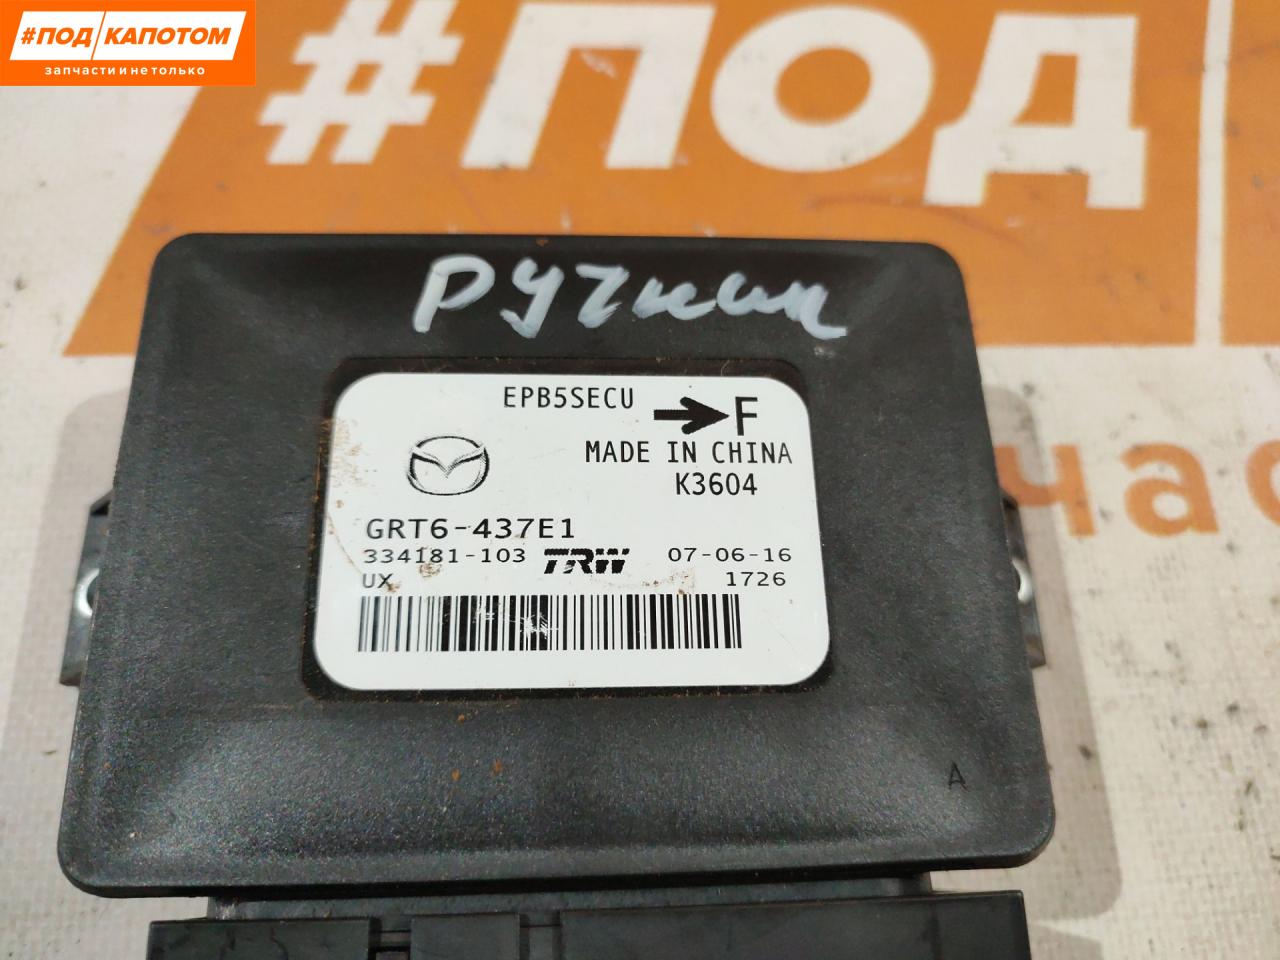 #ПОД КАПОТОМ
запчасти и не только
#ПОД
час
ручник
EPB5SECU
F
MADE IN CHINA
K3604
GRT6-437E1
334181-103 TRW 07-06-16
UX 1726
A